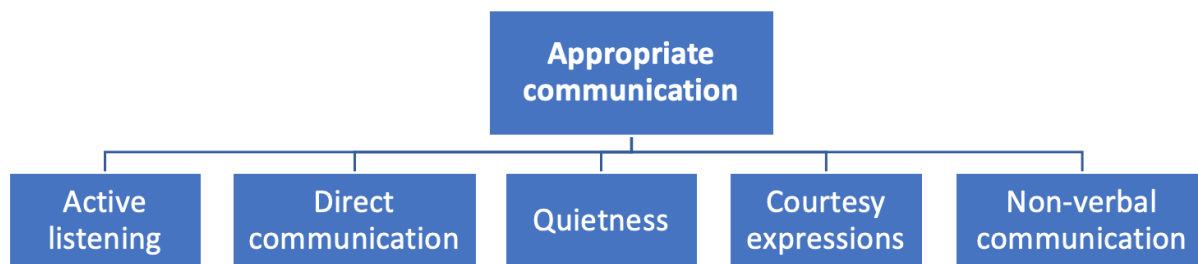 Appropriate
communication
Active
listening
Direct
communication
Quietness
Courtesy
expressions
Non-verbal
communication